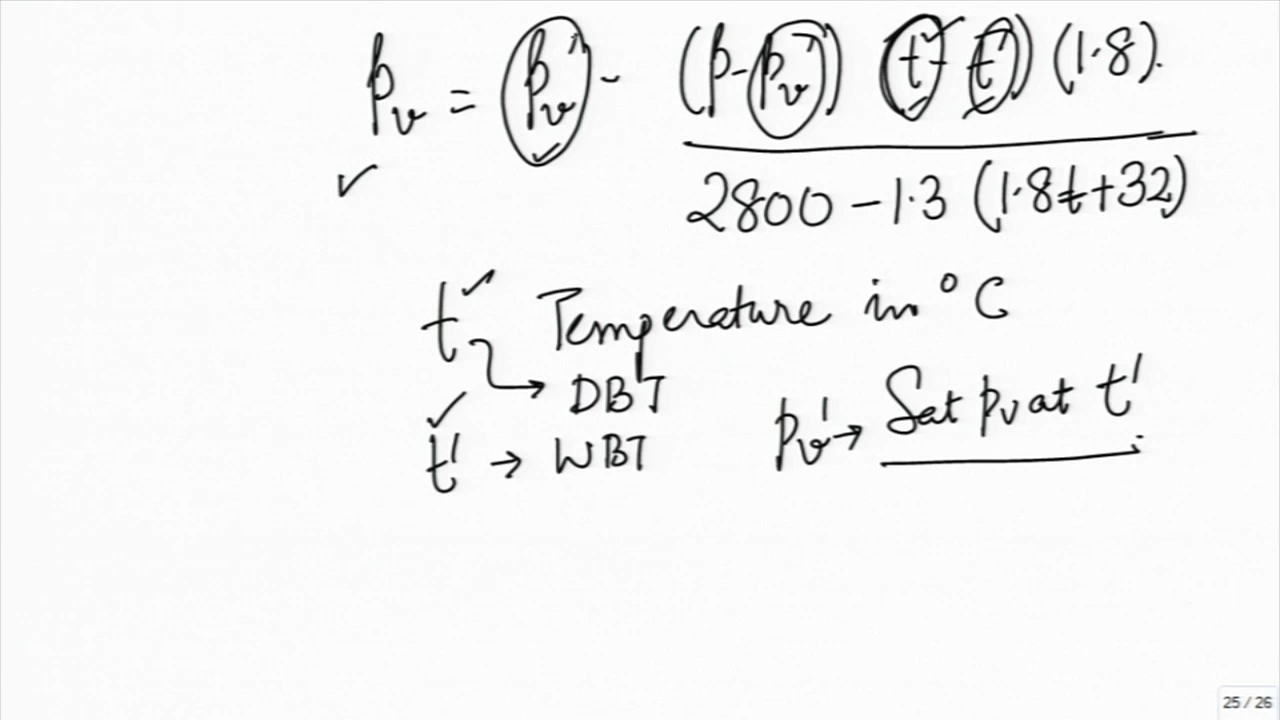 pv = pv' - (p-pv') (t-t') (1.8).
2800 - 1.3 (1.8t+32)
t Temperature in °C
→ DBT
t' → WBT pv' → Sat pv at t'
25 / 26